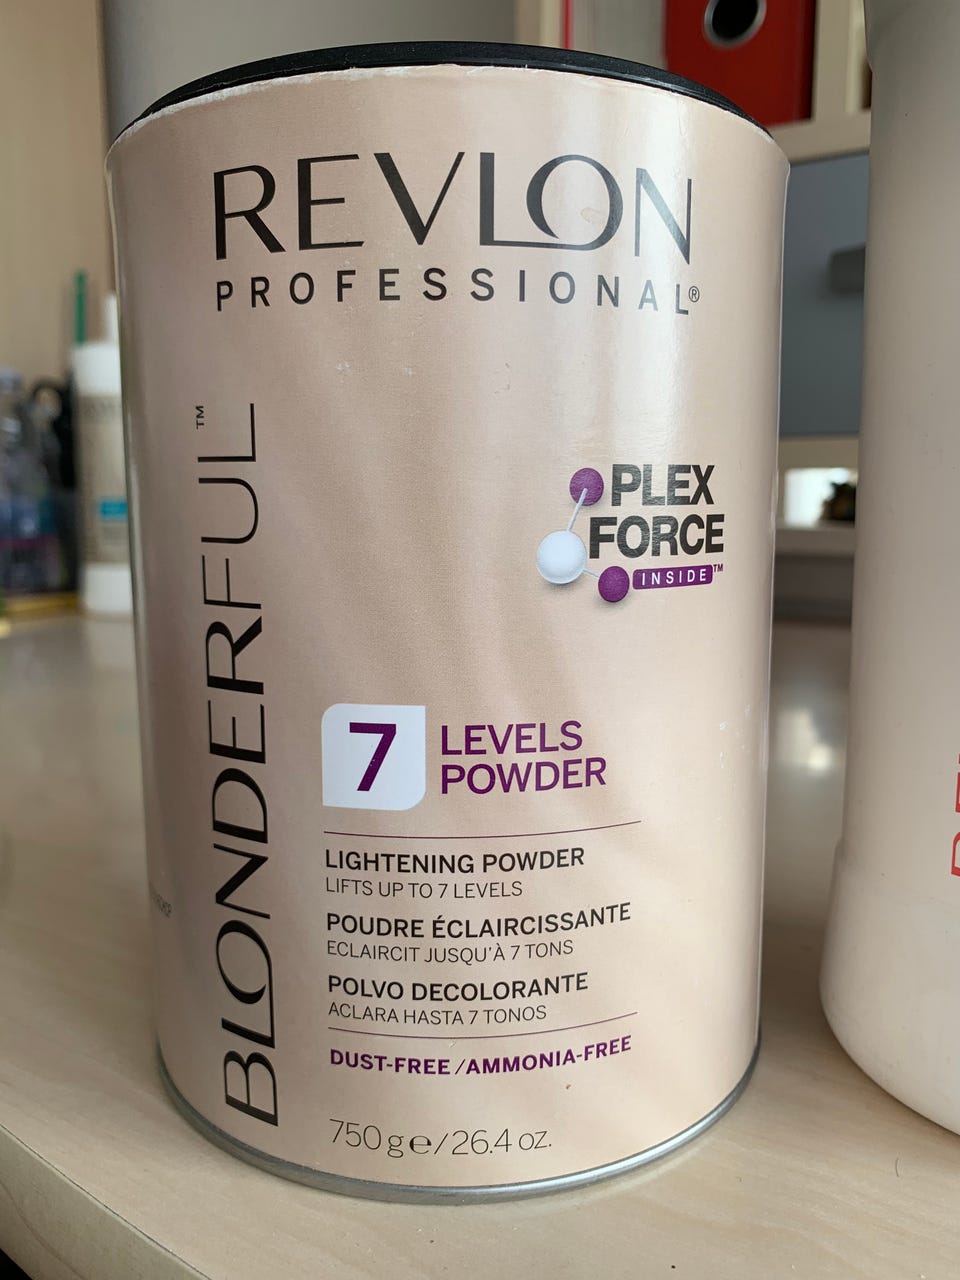 REVLON
PROFESSIONAL®
BLONDERFUL™
PLEX
FORCE
INSIDE™
7 LEVELS
POWDER
LIGHTENING POWDER
LIFTS UP TO 7 LEVELS
POUDRE ÉCLAIRCISSANTE
ECLAIRCIT JUSQU'À 7 TONS
POLVO DECOLORANTE
ACLARA HASTA 7 TONOS
DUST-FREE/AMMONIA-FREE
750 g℮/26.4 oz.